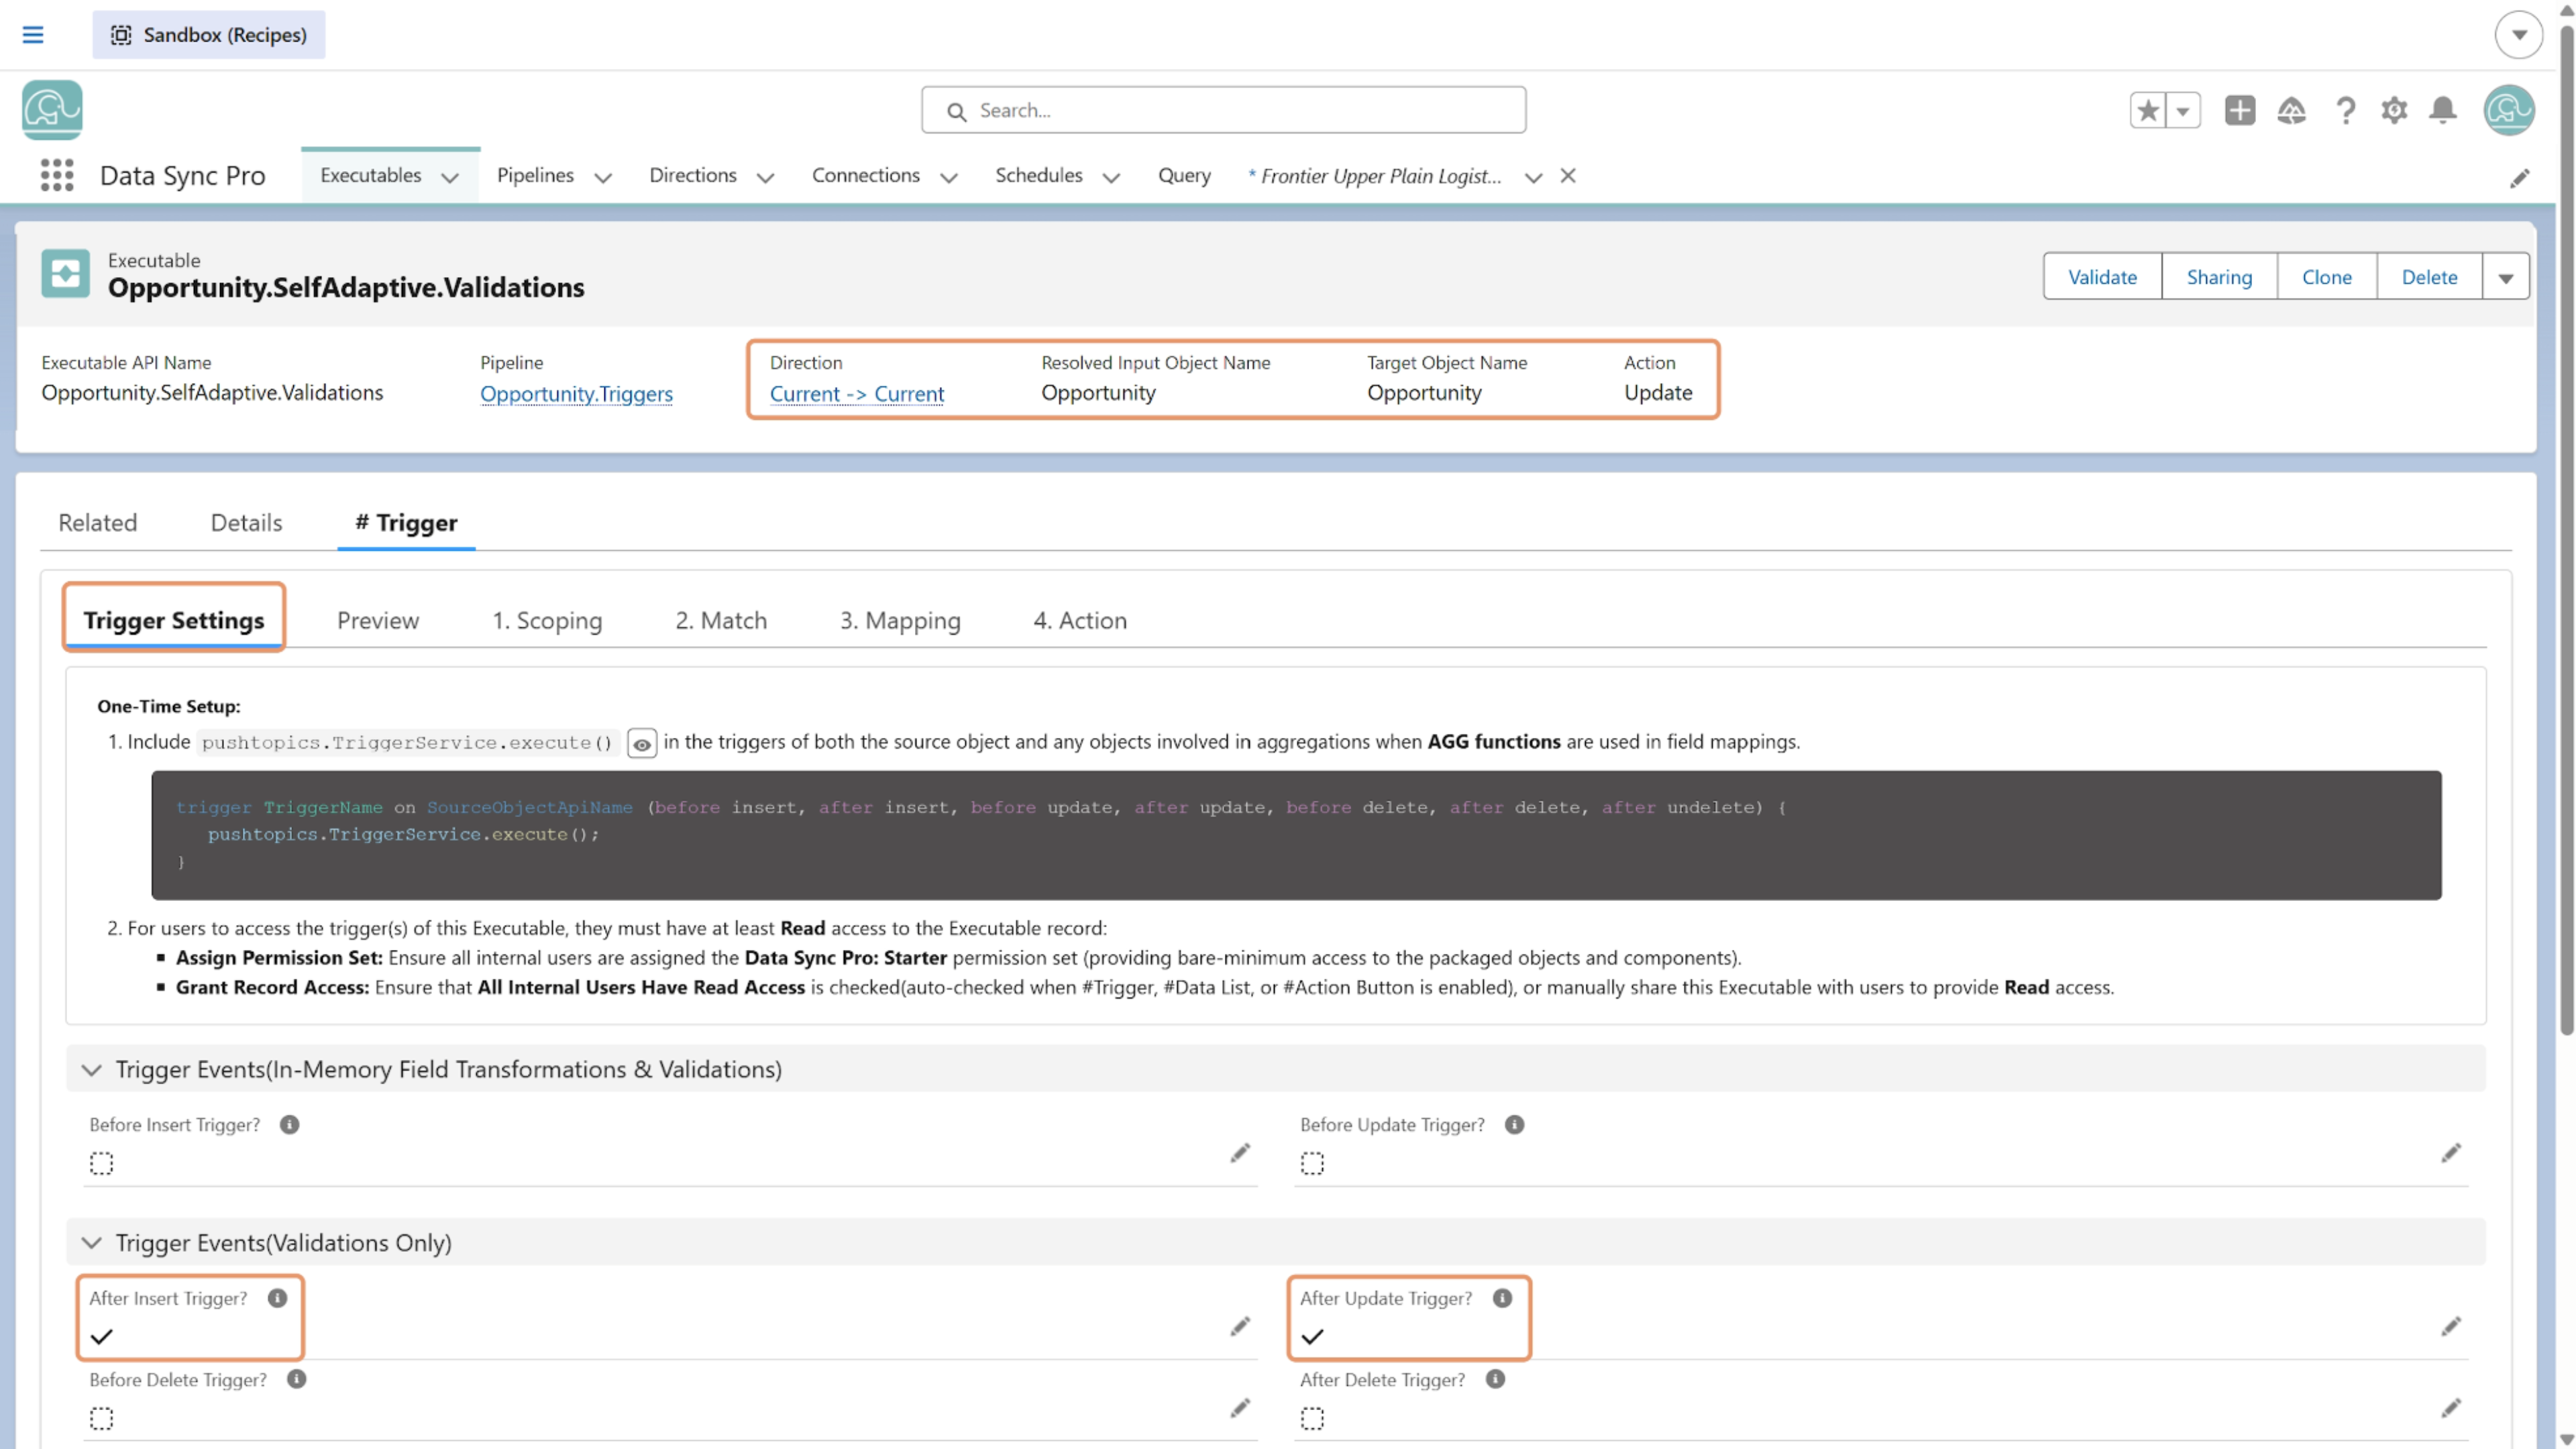 Sandbox (Recipes)
Search...
Data Sync Pro
Executables
Pipelines
Directions
Connections
Schedules
Query
* Frontier Upper Plain Logist...
Executable
Opportunity.SelfAdaptive.Validations
Validate
Sharing
Clone
Delete
Executable API Name
Pipeline
Direction
Resolved Input Object Name
Target Object Name
Action
Opportunity.SelfAdaptive.Validations
Opportunity.Triggers
Current -> Current
Opportunity
Opportunity
Update
Related
Details
# Trigger
Trigger Settings
Preview
1. Scoping
2. Match
3. Mapping
4. Action
One-Time Setup:
1. Include pushtopics.TriggerService.execute() in the triggers of both the source object and any objects involved in aggregations when AGG functions are used in field mappings.
trigger TriggerName on SourceObjectApiName (before insert, after insert, before update, after update, before delete, after delete, after undelete) {
pushtopics.TriggerService.execute();
}
2. For users to access the trigger(s) of this Executable, they must have at least Read access to the Executable record:
▪ Assign Permission Set: Ensure all internal users are assigned the Data Sync Pro: Starter permission set (providing bare-minimum access to the packaged objects and components).
▪ Grant Record Access: Ensure that All Internal Users Have Read Access is checked(auto-checked when #Trigger, #Data List, or #Action Button is enabled), or manually share this Executable with users to provide Read access.
Trigger Events(In-Memory Field Transformations & Validations)
Before Insert Trigger?
Before Update Trigger?
Trigger Events(Validations Only)
After Insert Trigger?
After Update Trigger?
Before Delete Trigger?
After Delete Trigger?